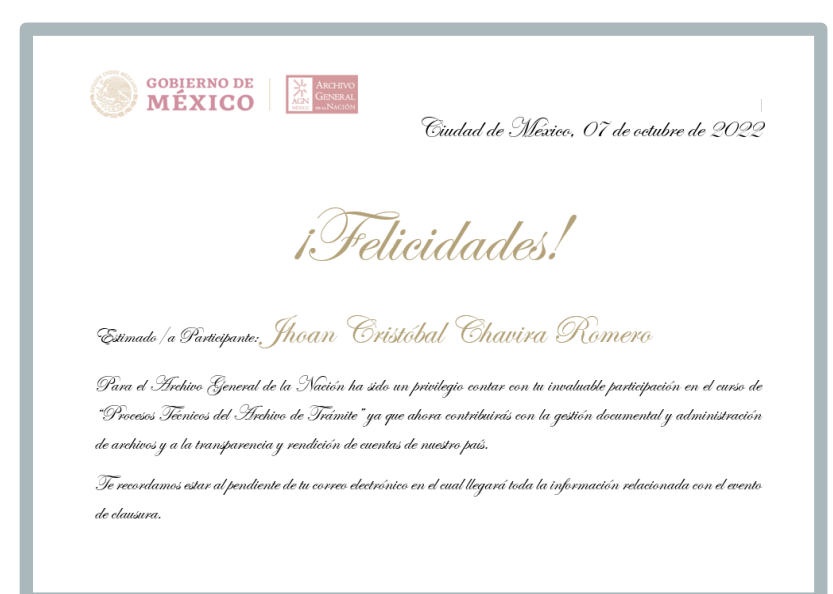 GOBIERNO DE
MÉXICO
AGN
MÉXICO
ARCHIVO
GENERAL
DE LA NACIÓN
Ciudad de México, 07 de octubre de 2022
¡Felicidades!
Estimado/a Participante: Jhoan Cristóbal Chavira Romero
Para el Archivo General de la Nación ha sido un privilegio contar con tu invaluable participación en el curso de
"Procesos Técnicos del Archivo de Trámite" ya que ahora contribuirás con la gestión documental y administración
de archivos y a la transparencia y rendición de cuentas de nuestro país.
Te recordamos estar al pendiente de tu correo electrónico en el cual llegará toda la información relacionada con el evento
de clausura.